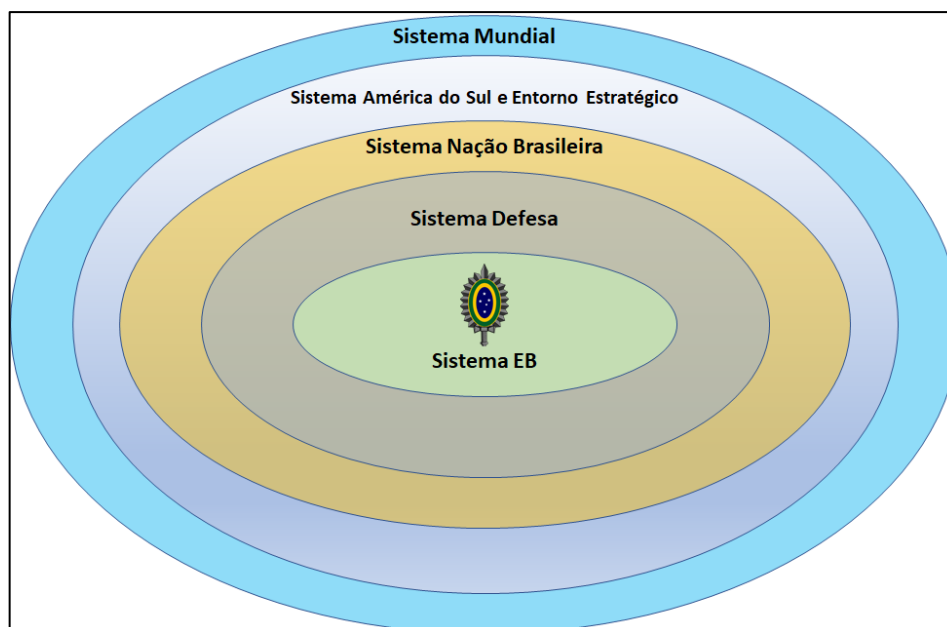 Sistema Mundial
Sistema América do Sul e Entorno Estratégico
Sistema Nação Brasileira
Sistema Defesa
Sistema EB